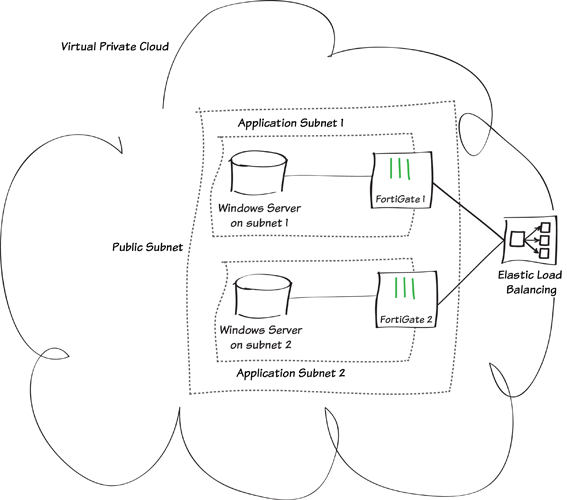 Virtual Private Cloud
Application Subnet 1
FortiGate 1
Windows Server
on subnet 1
Public Subnet
Elastic Load
Balancing
FortiGate 2
Windows Server
on subnet 2
Application Subnet 2